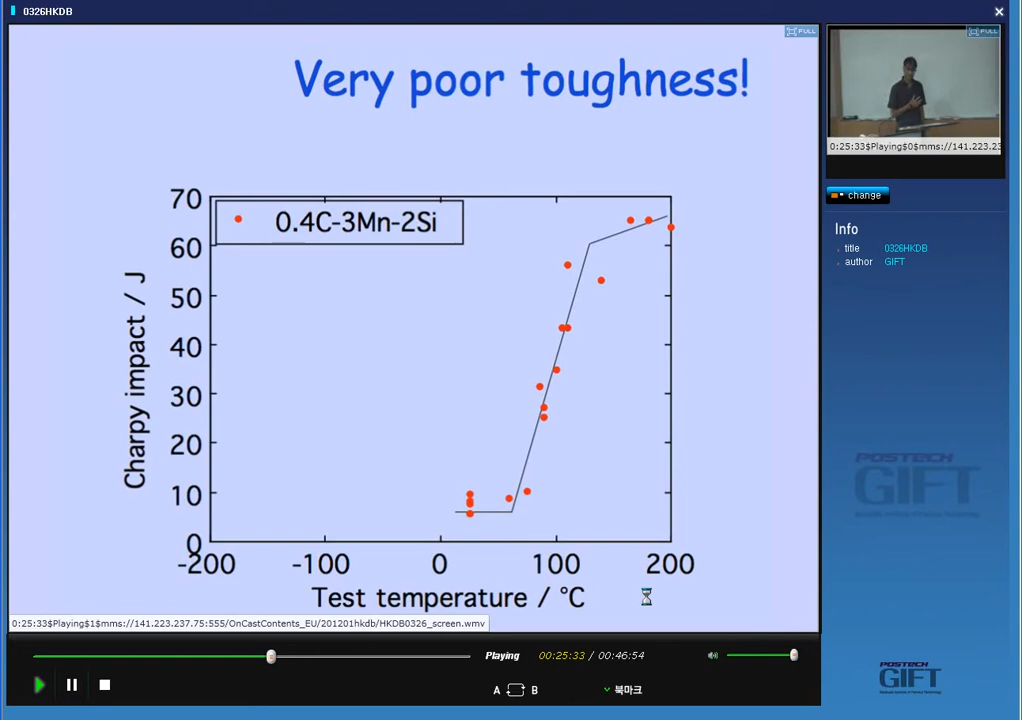 0326HKDB
FULL
Very poor toughness!
0.4C-3Mn-2Si
70
60
50
40
30
20
10
0
Charpy impact / J
-200
-100
0
100
200
Test temperature / °C
0:25:33$Playing$1$mms://141.223.237.75:555/OnCastContents_EU/201201hkdb/HKDB0326_screen.wmv
FULL
0:25:33$Playing$0$mms://141.223.23
change
Info
title 0326HKDB
author GIFT
POSTECH
GIFT
Playing 00:25:33 / 00:46:54
A B
북마크
POSTECH
GIFT